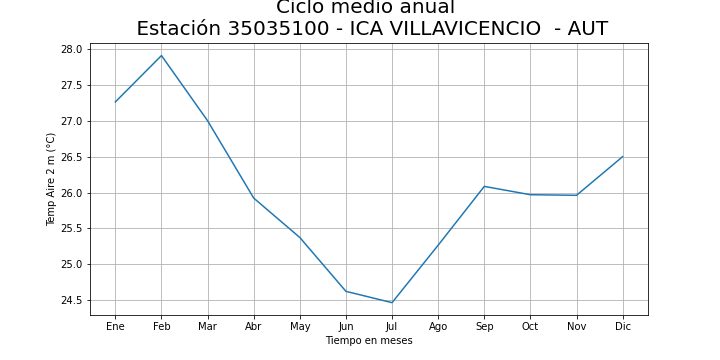 Ciclo medio anual
Estación 35035100 - ICA VILLAVICENCIO  - AUT
28.0
27.5
27.0
26.5
26.0
25.5
25.0
24.5
Temp Aire 2 m (°C)
Ene Feb Mar Abr May Jun Jul Ago Sep Oct Nov Dic
Tiempo en meses